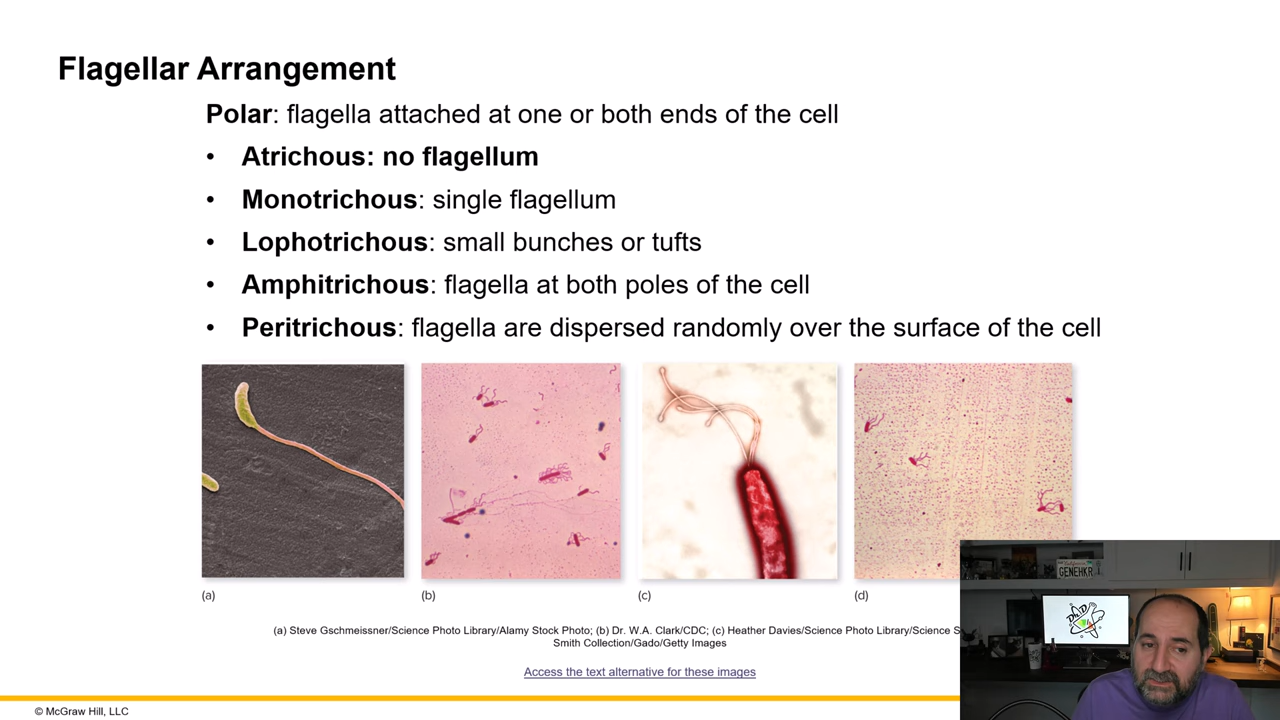 Flagellar Arrangement
Polar: flagella attached at one or both ends of the cell
• Atrichous: no flagellum
• Monotrichous: single flagellum
• Lophotrichous: small bunches or tufts
• Amphitrichous: flagella at both poles of the cell
• Peritrichous: flagella are dispersed randomly over the surface of the cell
(a) (b) (c) (d)
(a) Steve Gschmeissner/Science Photo Library/Alamy Stock Photo; (b) Dr. W.A. Clark/CDC; (c) Heather Davies/Science Photo Library/Science S
Smith Collection/Gado/Getty Images
Access the text alternative for these images
© McGraw Hill, LLC
GENEHKR